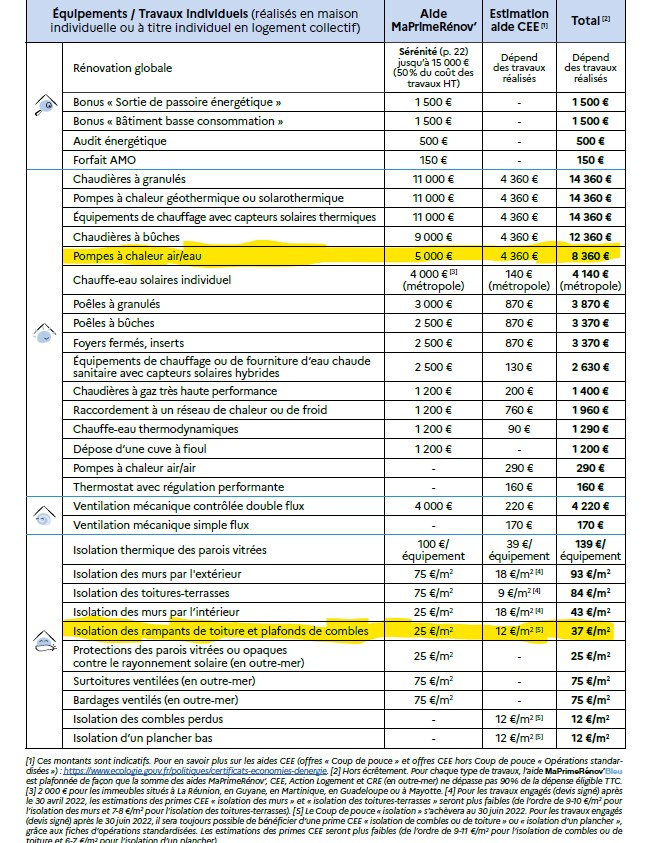 Équipements / Travaux individuels (réalisés en maison individuelle ou à titre individuel en logement collectif) | Aide MaPrimeRénov' | Estimation aide CEE [1] | Total [2]
Rénovation globale | Sérénité (p. 22) jusqu'à 15 000 € (50 % du coût des travaux HT) | Dépend des travaux réalisés | Dépend des travaux réalisés
Bonus « Sortie de passoire énergétique » | 1 500 € | - | 1 500 €
Bonus « Bâtiment basse consommation » | 1 500 € | - | 1 500 €
Audit énergétique | 500 € | - | 500 €
Forfait AMO | 150 € | - | 150 €
Chaudières à granulés | 11 000 € | 4 360 € | 14 360 €
Pompes à chaleur géothermique ou solarothermique | 11 000 € | 4 360 € | 14 360 €
Équipements de chauffage avec capteurs solaires thermiques | 11 000 € | 4 360 € | 14 360 €
Chaudières à bûches | 9 000 € | 4 360 € | 12 360 €
Pompes à chaleur air/eau | 5 000 € | 4 360 € | 8 360 €
Chauffe-eau solaires individuel | 4 000 € [3] (métropole) | 140 € (métropole) | 4 140 € (métropole)
Poêles à granulés | 3 000 € | 870 € | 3 870 €
Poêles à bûches | 2 500 € | 870 € | 3 370 €
Foyers fermés, inserts | 2 500 € | 870 € | 3 370 €
Équipements de chauffage ou de fourniture d'eau chaude sanitaire avec capteurs solaires hybrides | 2 500 € | 130 € | 2 630 €
Chaudières à gaz très haute performance | 1 200 € | 200 € | 1 400 €
Raccordement à un réseau de chaleur ou de froid | 1 200 € | 760 € | 1 960 €
Chauffe-eau thermodynamiques | 1 200 € | 90 € | 1 290 €
Dépose d'une cuve à fioul | 1 200 € | - | 1 200 €
Pompes à chaleur air/air | - | 290 € | 290 €
Thermostat avec régulation performante | - | 160 € | 160 €
Ventilation mécanique contrôlée double flux | 4 000 € | 220 € | 4 220 €
Ventilation mécanique simple flux | - | 170 € | 170 €
Isolation thermique des parois vitrées | 100 €/ équipement | 39 €/ équipement | 139 €/ équipement
Isolation des murs par l'extérieur | 75 €/m² | 18 €/m² [4] | 93 €/m²
Isolation des toitures-terrasses | 75 €/m² | 9 €/m² [4] | 84 €/m²
Isolation des murs par l'intérieur | 25 €/m² | 18 €/m² [4] | 43 €/m²
Isolation des rampants de toiture et plafonds de combles | 25 €/m² | 12 €/m² [5] | 37 €/m²
Protections des parois vitrées ou opaques contre le rayonnement solaire (en outre-mer) | 25 €/m² | - | 25 €/m²
Surtoitures ventilées (en outre-mer) | 75 €/m² | - | 75 €/m²
Bardages ventilés (en outre-mer) | 75 €/m² | - | 75 €/m²
Isolation des combles perdus | - | 12 €/m² [5] | 12 €/m²
Isolation d'un plancher bas | - | 12 €/m² [5] | 12 €/m²
[1] Ces montants sont indicatifs. Pour en savoir plus sur les aides CEE (offres « Coup de pouce » et offres CEE hors Coup de pouce « Opérations standar-
disées ») : https://www.ecologie.gouv.fr/politiques/certificats-economies-denergie. [2] Hors écrêtement. Pour chaque type de travaux, l'aide MaPrimeRénov'Bleu
est plafonnée de façon que la somme des aides MaPrimeRénov', CEE, Action Logement et CRE (en outre-mer) ne dépasse pas 90% de la dépense éligible TTC.
[3] 2 000 € pour les immeubles situés à La Réunion, en Guyane, en Martinique, en Guadeloupe ou à Mayotte. [4] Pour les travaux engagés (devis signé) après
le 30 avril 2022, les estimations des primes CEE « isolation des murs » et « isolation des toitures-terrasses » seront plus faibles (de l'ordre de 9-10 €/m² pour
l'isolation des murs et 7-8 €/m² pour l'isolation des toitures-terrasses). [5] Le Coup de pouce « isolation » s'achèvera au 30 juin 2022. Pour les travaux engagés
(devis signé) après le 30 juin 2022, il sera toujours possible de bénéficier d'une prime CEE « isolation de combles ou de toiture » ou « isolation d'un plancher »,
grâce aux fiches d'opérations standardisées. Les estimations des primes CEE seront plus faibles (de l'ordre de 9-11 €/m² pour l'isolation de combles ou de
toiture et 6-7 €/m² pour l'isolation d'un plancher)